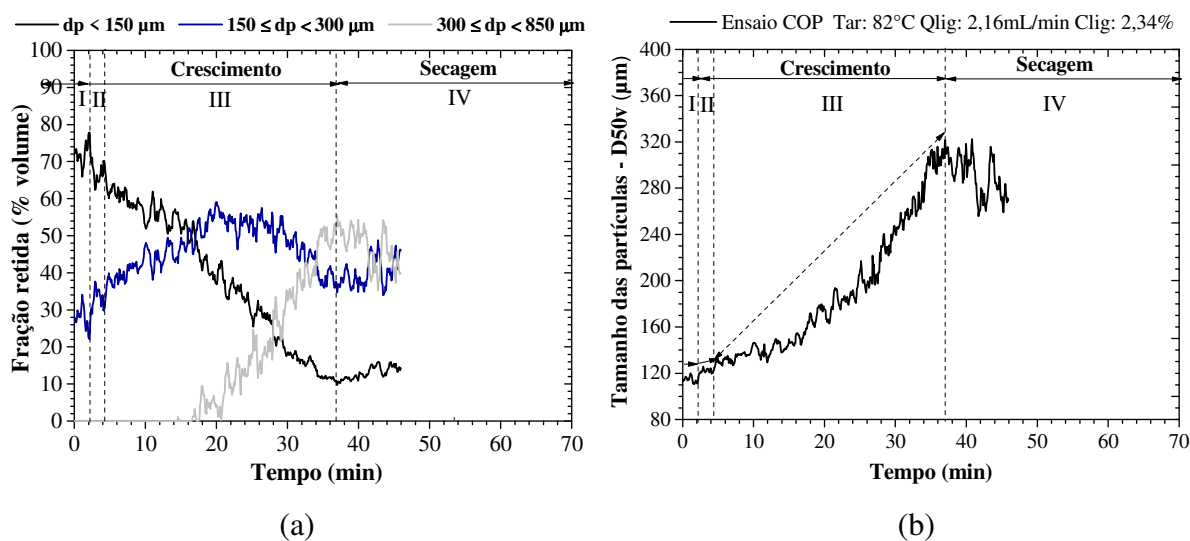 dp < 150 µm 150 ≤ dp < 300 µm 300 ≤ dp < 850 µm
Fração retida (% volume)
100
90
80
70
60
50
40
30
20
10
0
Crescimento Secagem
I II III IV
0 10 20 30 40 50 60 70
Tempo (min)
(a)
Ensaio COP Tar: 82°C Qlig: 2,16mL/min Clig: 2,34%
Tamanho das partículas - D50v (µm)
400
360
320
280
240
200
160
120
80
Crescimento Secagem
I II III IV
0 10 20 30 40 50 60 70
Tempo (min)
(b)